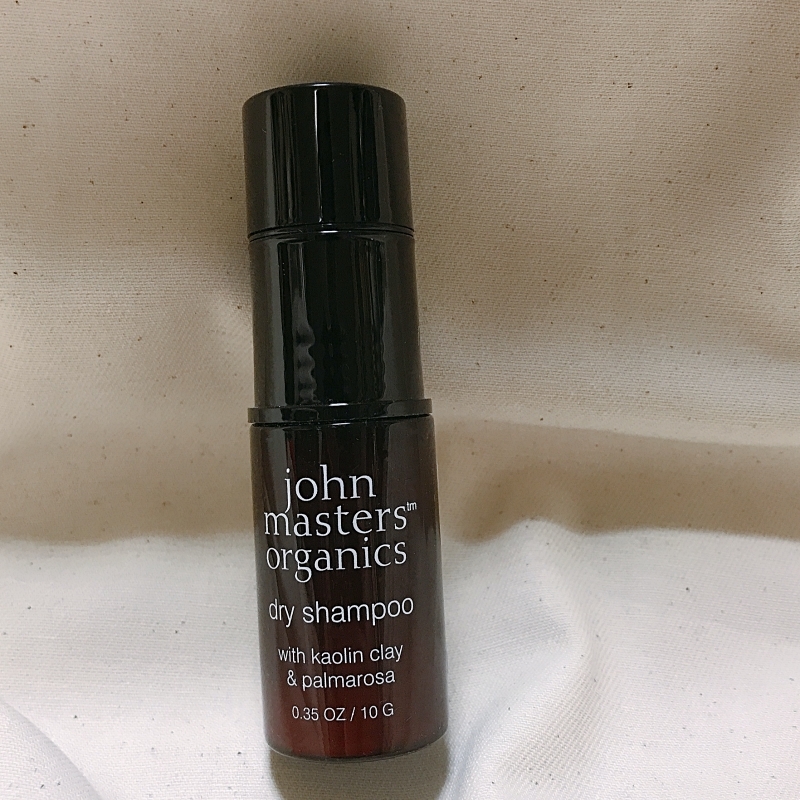 john
masters™
organics
dry shampoo
with kaolin clay
& palmarosa
0.35 OZ / 10 G